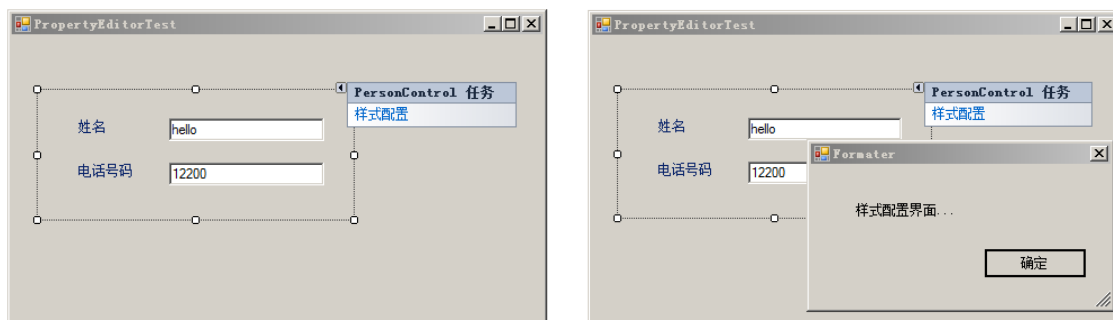 PropertyEditorTest
PersonControl 任务
样式配置
姓名
hello
电话号码
12200
PropertyEditorTest
PersonControl 任务
样式配置
姓名
hello
电话号码
12200
Formater
样式配置界面...
确定